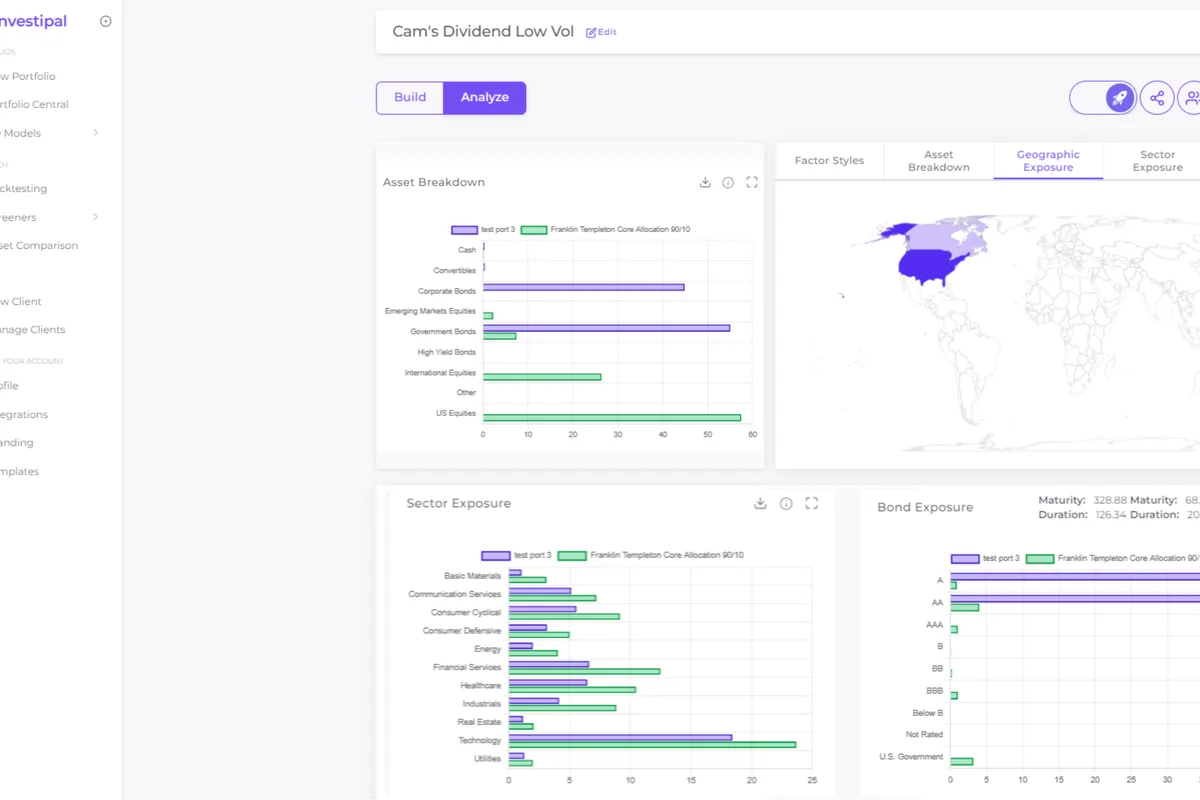 nvestipal
LIOS
w Portfolio
rtfolio Central
Models
CH
cktesting
reeners
set Comparison
w Client
anage Clients
YOUR ACCOUNT
ofile
egrations
anding
mplates
Cam's Dividend Low Vol Edit
Build Analyze
Asset Breakdown
test port 3 Franklin Templeton Core Allocation 90/10
Cash
Convertibles
Corporate Bonds
Emerging Markets Equities
Government Bonds
High Yield Bonds
International Equities
Other
US Equities
0 10 20 30 40 50 60
Factor Styles
Asset Breakdown
Geographic Exposure
Sector Exposure
Sector Exposure
test port 3 Franklin Templeton Core Allocation 90/10
Basic Materials
Communication Services
Consumer Cyclical
Consumer Defensive
Energy
Financial Services
Healthcare
Industrials
Real Estate
Technology
Utilities
0 5 10 15 20 25
Bond Exposure
Maturity: 328.88 Maturity: 68.
Duration: 126.34 Duration: 20
test port 3 Franklin Templeton Core Allocation 90/
A
AA
AAA
B
BB
BBB
Below B
Not Rated
U.S. Government
0 5 10 15 20 25 30